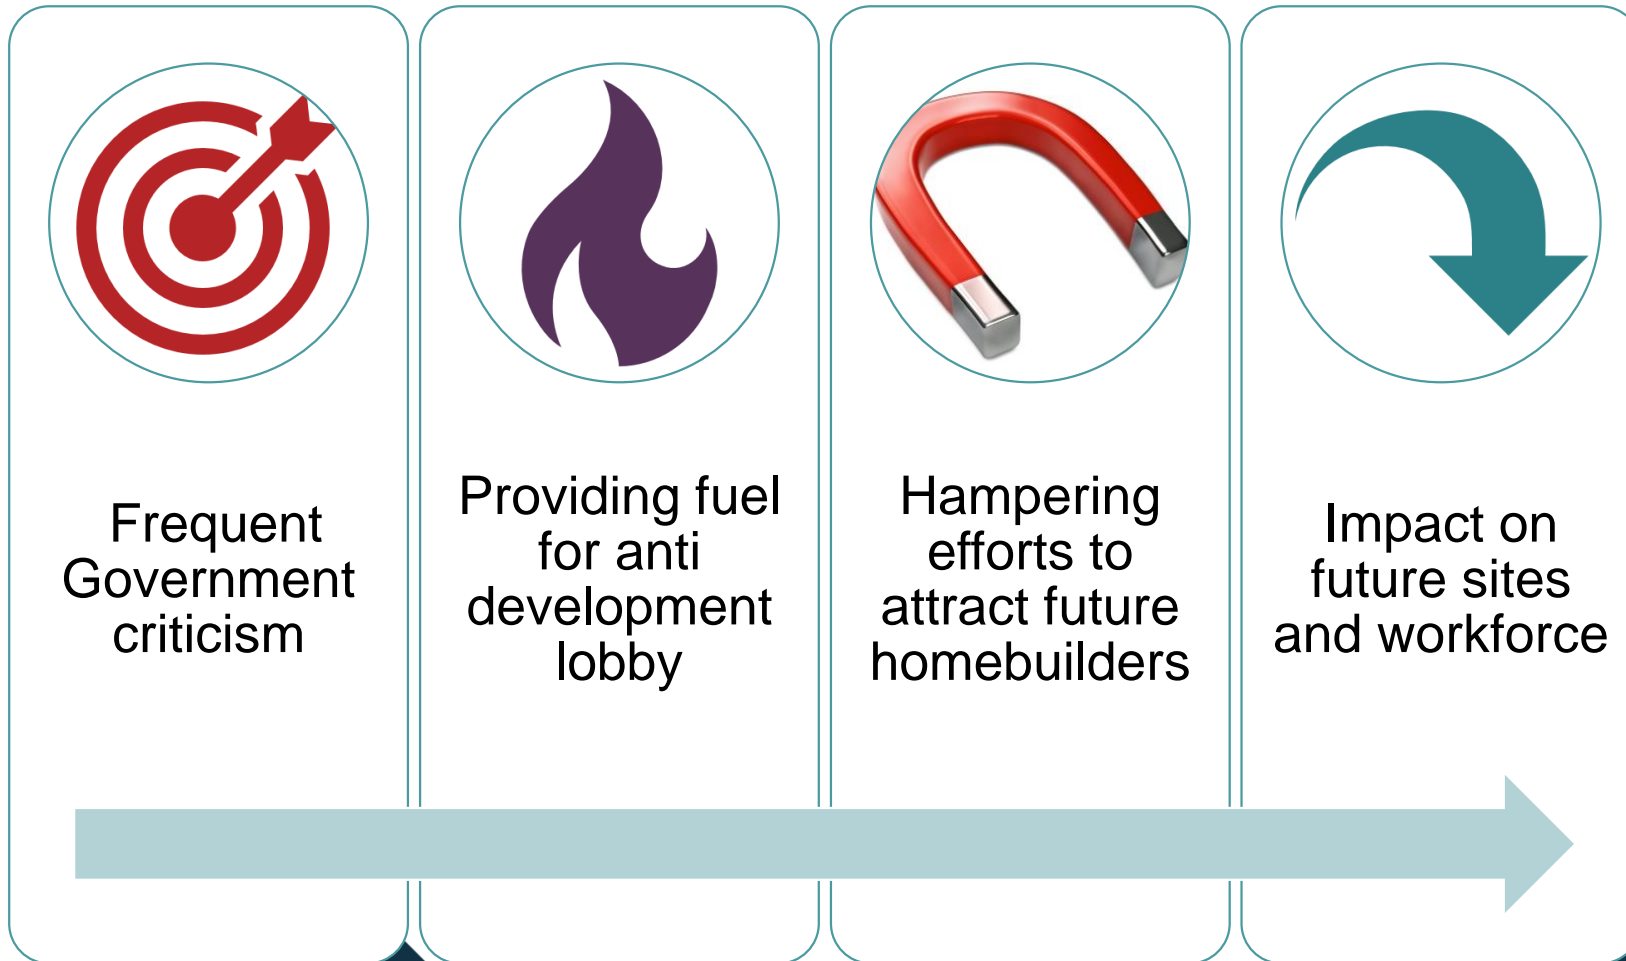 Frequent
Government
criticism
Providing fuel
for anti
development
lobby
Hampering
efforts to
attract future
homebuilders
Impact on
future sites
and workforce